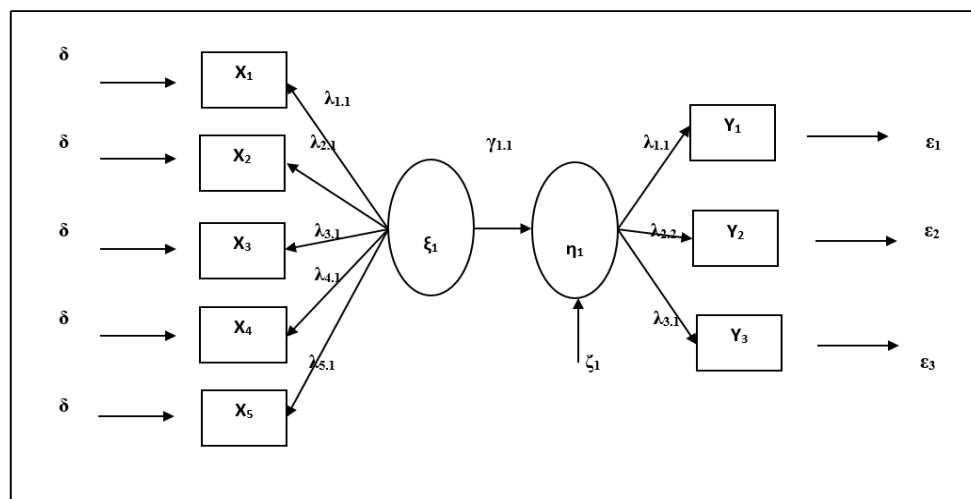 δ
X₁
λ₁.₁
δ
X₂
λ₂.₁
δ
X₃
λ₃.₁
δ
X₄
λ₄.₁
δ
X₅
λ₅.₁
ξ₁
γ₁.₁
η₁
ζ₁
λ₁.₁
Y₁
ε₁
λ₂.₂
Y₂
ε₂
λ₃.₁
Y₃
ε₃